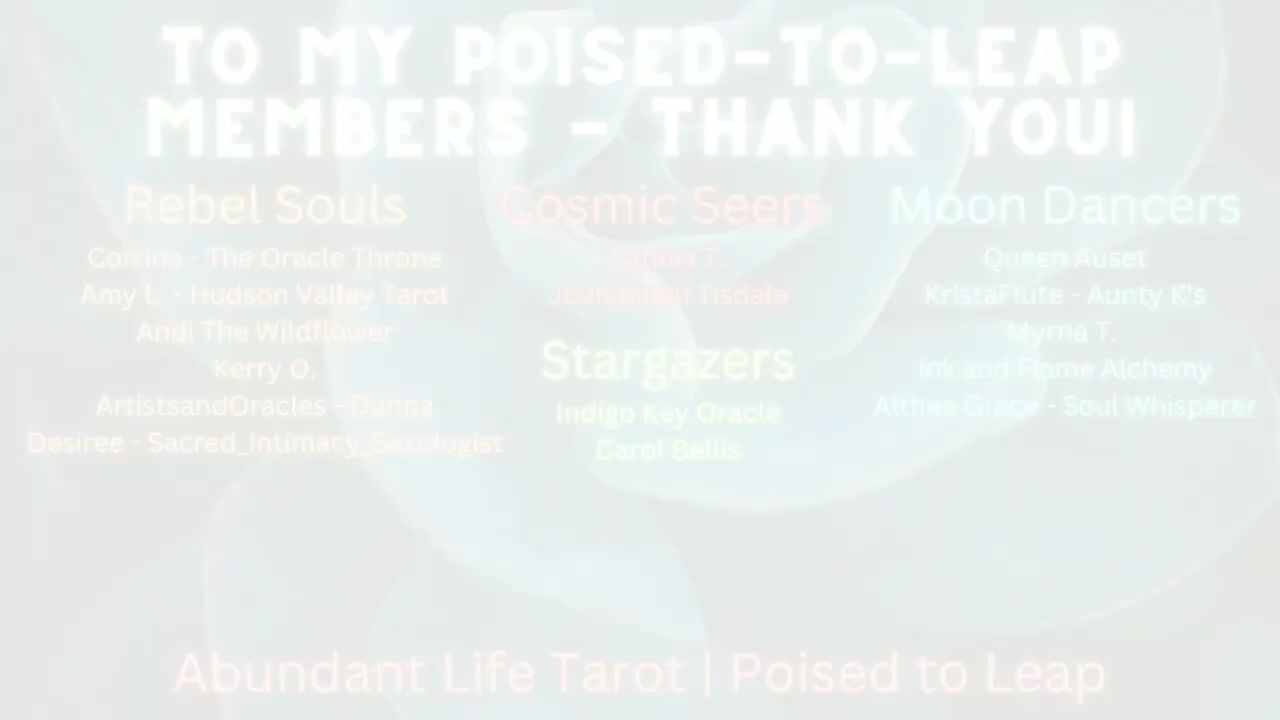 TO MY POISED-TO-LEAP
MEMBERS - THANK YOU!
Rebel Souls
Corrina - The Oracle Throne
Amy L. - Hudson Valley Tarot
Andi The Wildflower
Kerry O.
ArtistsandOracles - Danna
Desiree - Sacred_Intimacy_Sexologist
Cosmic Seers
T.
Tisdale
Stargazers
Indigo Key Oracle
Carol Bellis
Moon Dancers
Queen Auset
KristaFlute - Aunty K's
Myrna T.
Ink and Flame Alchemy
Althea Grace - Soul Whisperer
Abundant Life Tarot | Poised to Leap